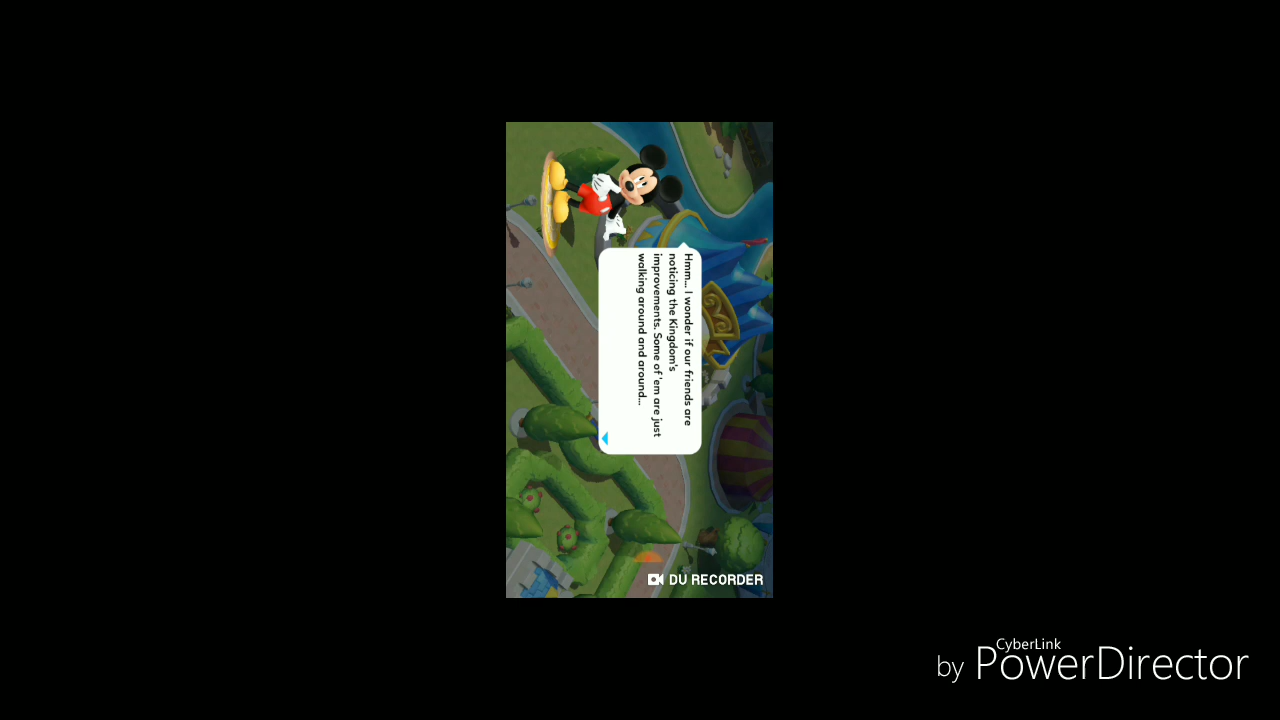 Hmm... I wonder if our friends are
noticing the Kingdom's
improvements. Some of 'em are just
walking around and around...
DU RECORDER
CyberLink
by PowerDirector